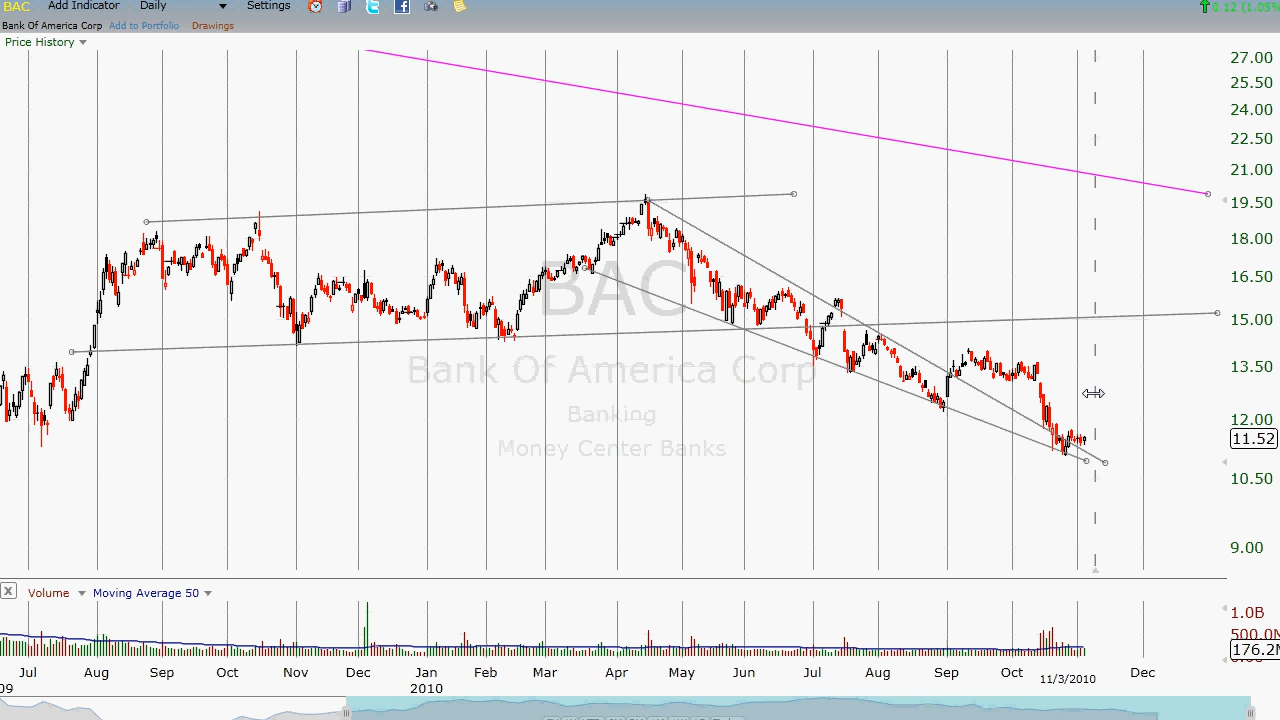 BAC Add Indicator Daily Settings 0.12 (1.05%
Bank Of America Corp Add to Portfolio Drawings
Price History
27.00
25.50
24.00
22.50
21.00
19.50
18.00
16.50
15.00
13.50
12.00
11.52
10.50
9.00
BAC
Bank Of America Corp
Banking
Money Center Banks
X Volume Moving Average 50
1.0B
500.0M
176.2M
Jul Aug Sep Oct Nov Dec Jan Feb Mar Apr May Jun Jul Aug Sep Oct 11/3/2010 Dec
09 2010